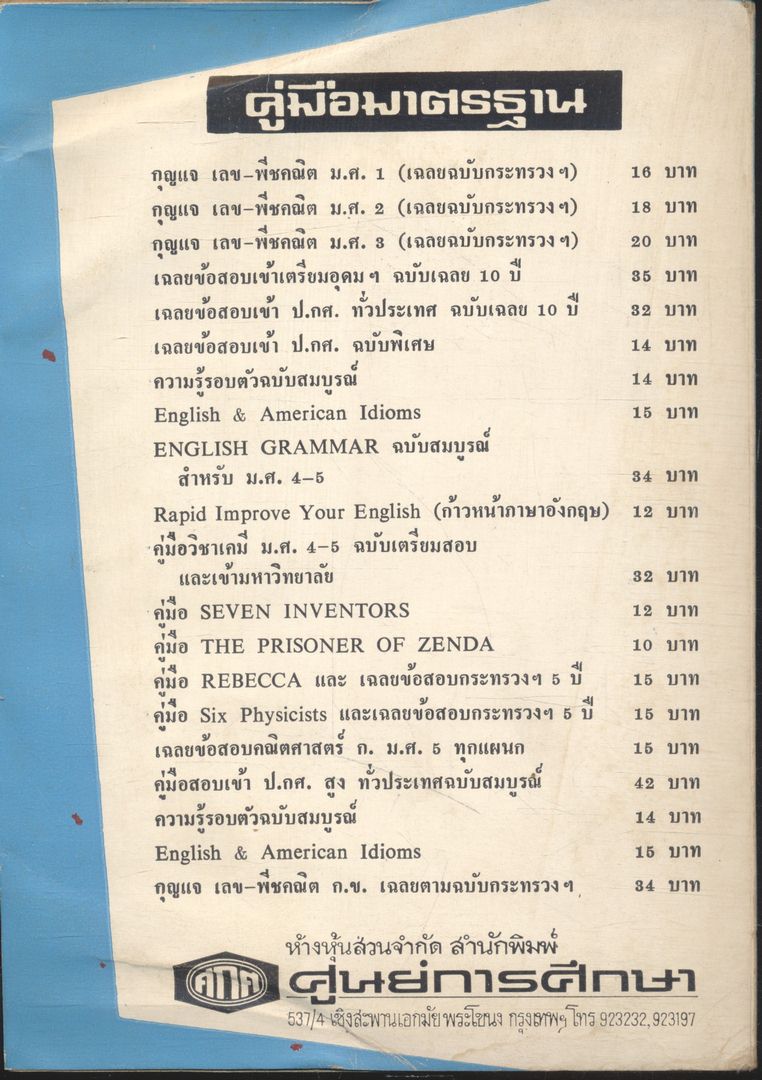 คู่มือมาตรฐาน
กุญแจ เลข-พีชคณิต ม.ศ. 1 (เฉลยฉบับกระทรวงฯ) 16 บาท
กุญแจ เลข-พีชคณิต ม.ศ. 2 (เฉลยฉบับกระทรวงฯ) 18 บาท
กุญแจ เลข-พีชคณิต ม.ศ. 3 (เฉลยฉบับกระทรวงฯ) 20 บาท
เฉลยข้อสอบเข้าเตรียมอุดมฯ ฉบับเฉลย 10 ปี 35 บาท
เฉลยข้อสอบเข้า ป.กศ. ทั่วประเทศ ฉบับเฉลย 10 ปี 32 บาท
เฉลยข้อสอบเข้า ป.กศ. ฉบับพิเศษ 14 บาท
ความรู้รอบตัวฉบับสมบูรณ์ 14 บาท
English & American Idioms 15 บาท
ENGLISH GRAMMAR ฉบับสมบูรณ์
สำหรับ ม.ศ. 4-5 34 บาท
Rapid Improve Your English (ก้าวหน้าภาษาอังกฤษ) 12 บาท
คู่มือวิชาเคมี ม.ศ. 4-5 ฉบับเตรียมสอบ
และเข้ามหาวิทยาลัย 32 บาท
คู่มือ SEVEN INVENTORS 12 บาท
คู่มือ THE PRISONER OF ZENDA 10 บาท
คู่มือ REBECCA และ เฉลยข้อสอบกระทรวงฯ 5 ปี 15 บาท
คู่มือ Six Physicists และเฉลยข้อสอบกระทรวงฯ 5 ปี 15 บาท
เฉลยข้อสอบคณิตศาสตร์ ก. ม.ศ. 5 ทุกแผนก 15 บาท
คู่มือสอบเข้า ป.กศ. สูง ทั่วประเทศฉบับสมบูรณ์ 42 บาท
ความรู้รอบตัวฉบับสมบูรณ์ 14 บาท
English & American Idioms 15 บาท
กุญแจ เลข-พีชคณิต ก.ข. เฉลยตามฉบับกระทรวงฯ 34 บาท
ห้างหุ้นส่วนจำกัด สำนักพิมพ์
ศกศ ศูนย์การศึกษา
537/4 เชิงสะพานเอกมัย พระโขนง กรุงเทพฯ โทร 923232, 923197